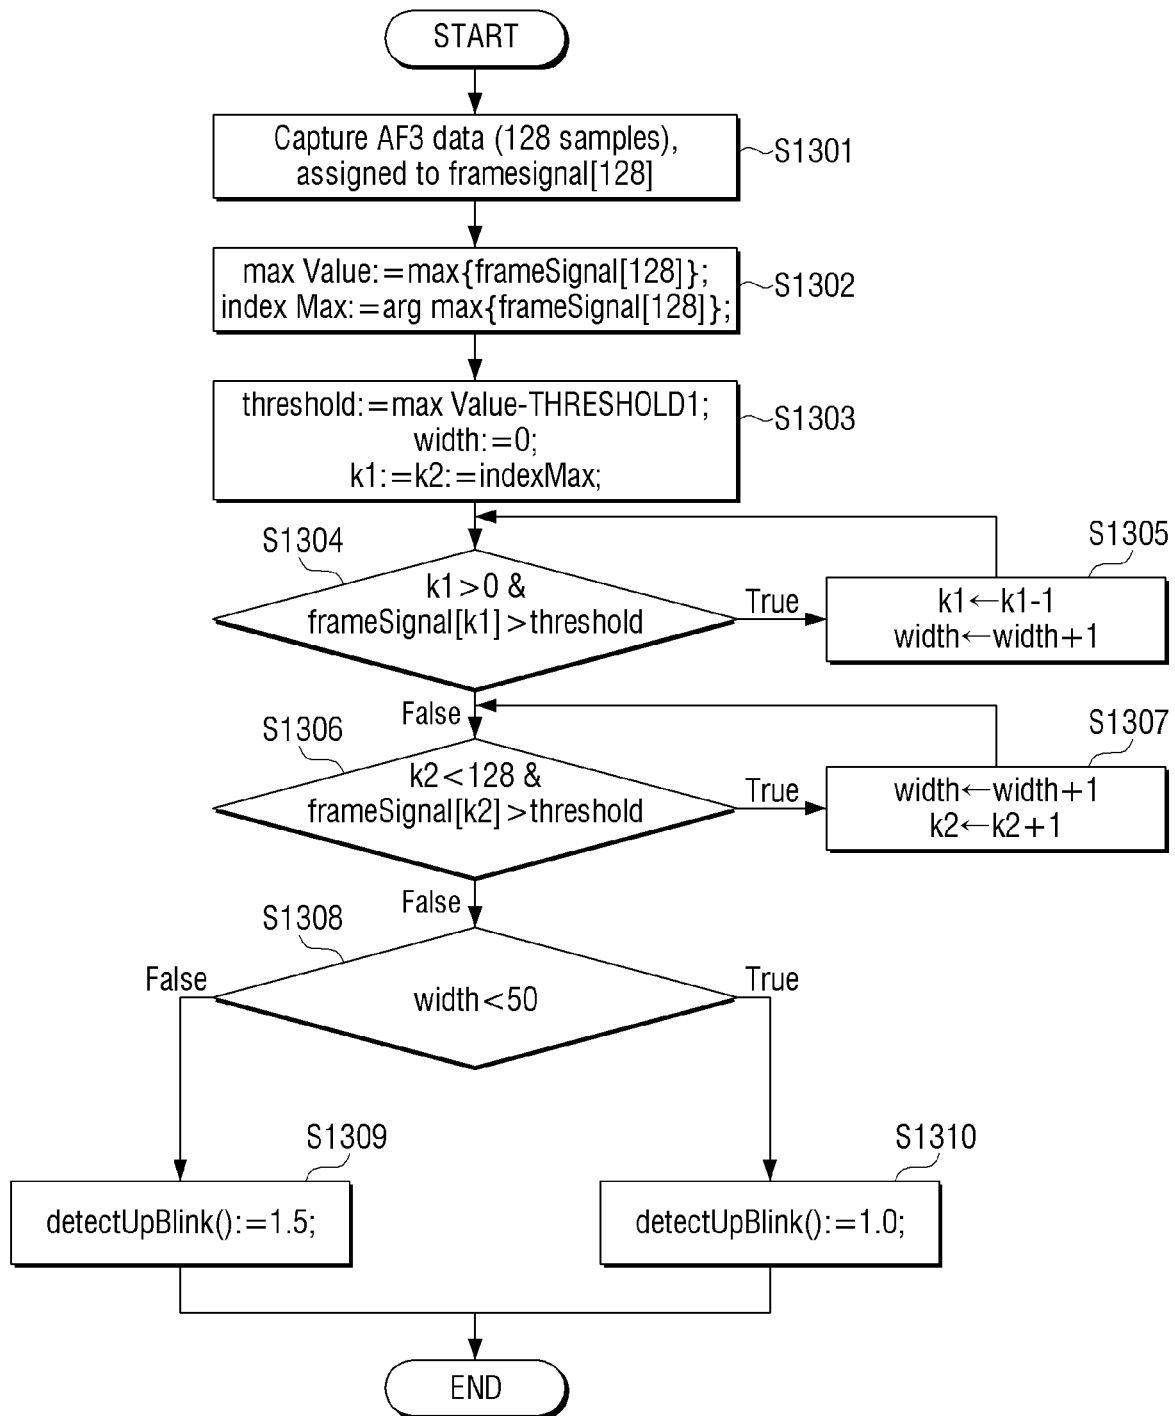 START
Capture AF3 data (128 samples),
assigned to framesignal[128]
S1301
max Value:=max{frameSignal[128]};
index Max:=arg max{frameSignal[128]};
S1302
threshold:=max Value-THRESHOLD1;
width:=0;
k1:=k2:=indexMax;
S1303
S1304
k1>0 &
frameSignal[k1]>threshold
True
S1305
k1←k1-1
width←width+1
False
S1306
k2<128 &
frameSignal[k2]>threshold
True
S1307
width←width+1
k2←k2+1
False
S1308
False
width<50
True
S1309
detectUpBlink():=1.5;
S1310
detectUpBlink():=1.0;
END